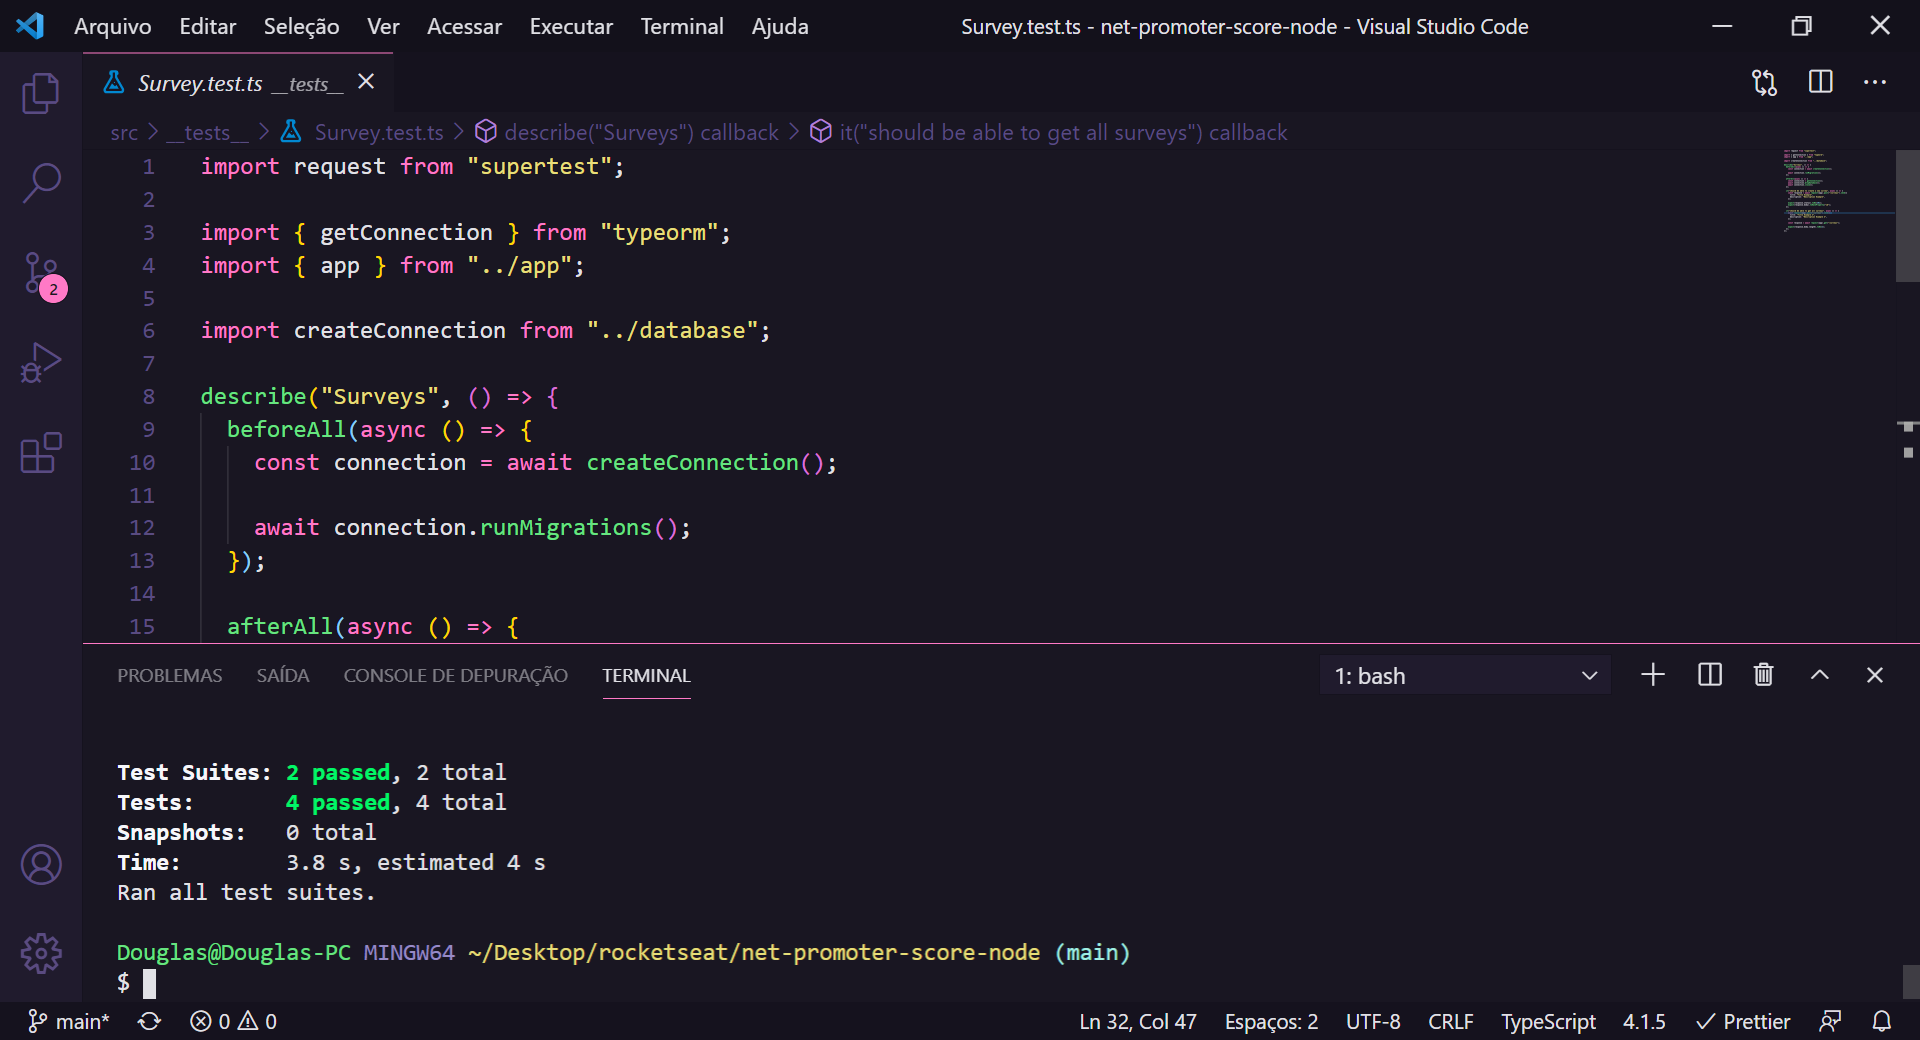 Arquivo Editar Seleção Ver Acessar Executar Terminal Ajuda Survey.test.ts - net-promoter-score-node - Visual Studio Code
Survey.test.ts __tests__
src __tests__ Survey.test.ts describe("Surveys") callback it("should be able to get all surveys") callback
1 import request from "supertest";
2
3 import { getConnection } from "typeorm";
4 import { app } from "../app";
5
6 import createConnection from "../database";
7
8 describe("Surveys", () => {
9 beforeAll(async () => {
10 const connection = await createConnection();
11
12 await connection.runMigrations();
13 });
14
15 afterAll(async () => {
2
PROBLEMAS SAÍDA CONSOLE DE DEPURAÇÃO TERMINAL 1: bash
Test Suites: 2 passed, 2 total
Tests: 4 passed, 4 total
Snapshots: 0 total
Time: 3.8 s, estimated 4 s
Ran all test suites.
Douglas@Douglas-PC MINGW64 ~/Desktop/rocketseat/net-promoter-score-node (main)
$
main* 0 0 Ln 32, Col 47 Espaços: 2 UTF-8 CRLF TypeScript 4.1.5 Prettier